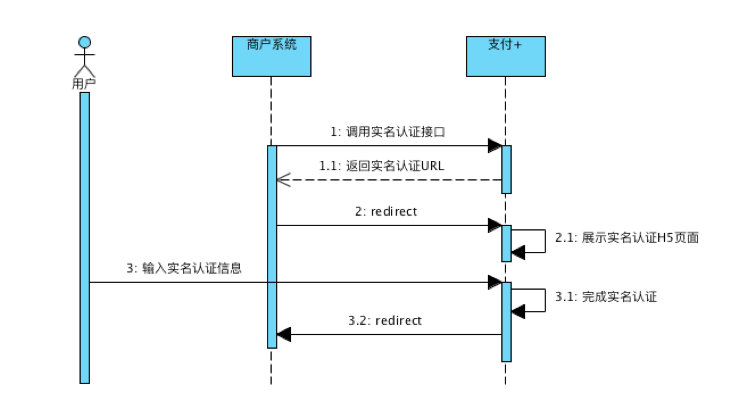 商户系统
支付+
用户
1: 调用实名认证接口
1.1: 返回实名认证URL
2: redirect
2.1: 展示实名认证H5页面
3: 输入实名认证信息
3.1: 完成实名认证
3.2: redirect